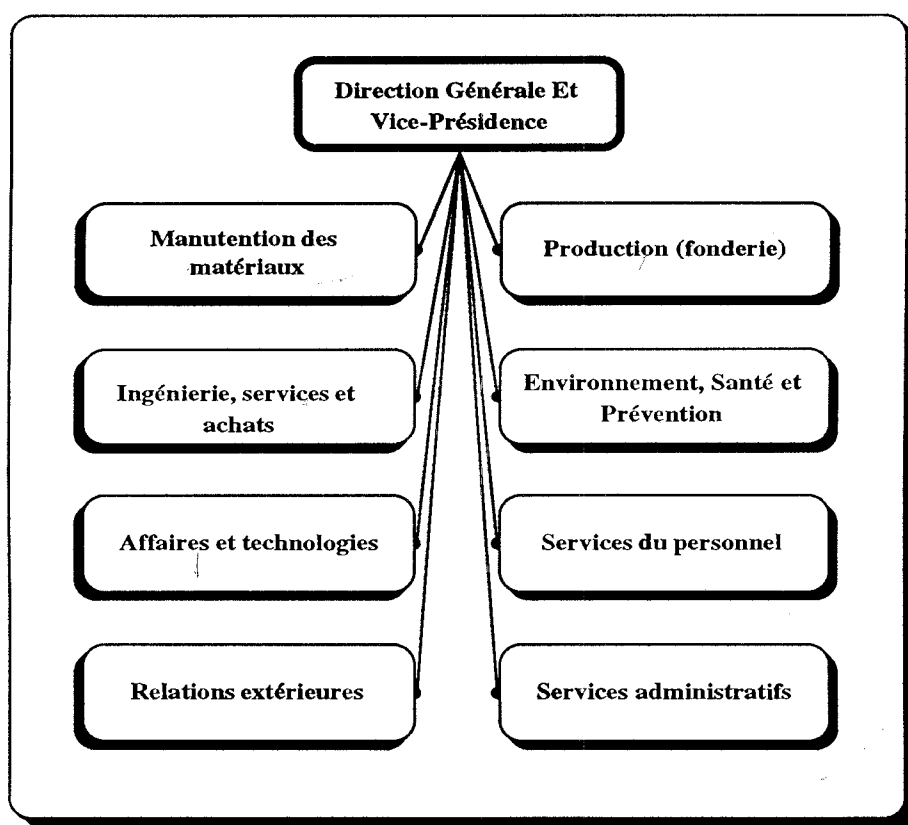 Direction Générale Et
Vice-Présidence
Manutention des
matériaux
Production (fonderie)
Ingénierie, services et
achats
Environnement, Santé et
Prévention
Affaires et technologies
Services du personnel
Relations extérieures
Services administratifs